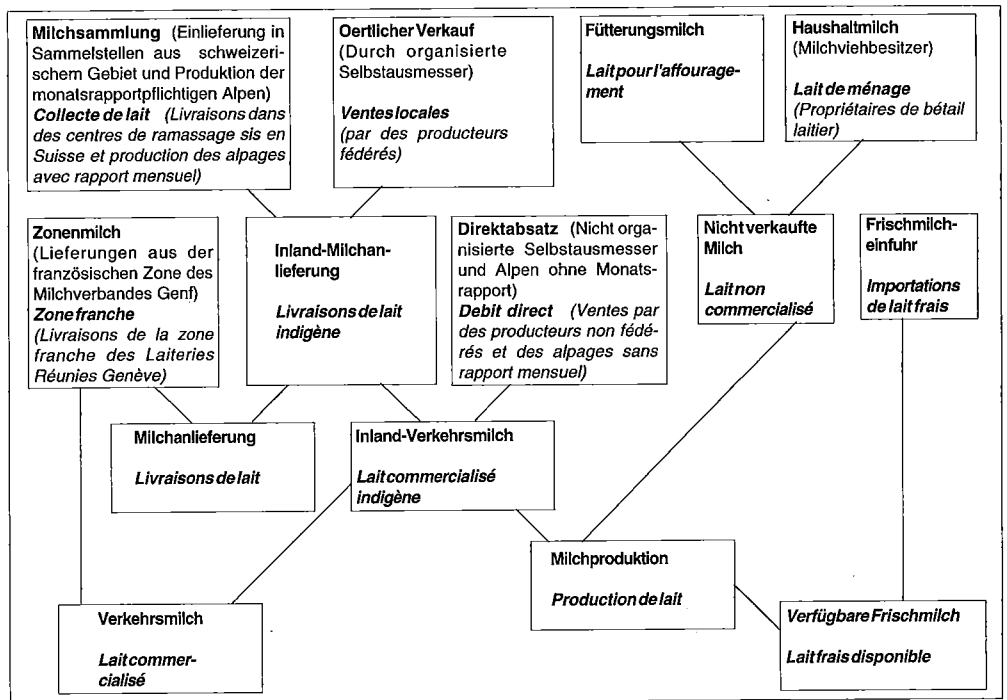 Milchsammlung (Einlieferung in
Sammelstellen aus schweizeri-
schem Gebiet und Produktion der
monatsrapportpflichtigen Alpen)
Collecte de lait (Livraisons dans
des centres de ramassage sis en
Suisse et production des alpages
avec rapport mensuel)
Oertlicher Verkauf
(Durch organisierte
Selbstausmesser)
Ventes locales
(par des producteurs
fédérés)
Fütterungsmilch
Lait pour l'affourage-
ment
Haushaltmilch
(Milchviehbesitzer)
Lait de ménage
(Propriétaires de bétail
laitier)
Zonenmilch
(Lieferungen aus der
französischen Zone des
Milchverbandes Genf)
Zone franche
(Livraisons de la zone
franche des Laiteries
Réunies Genève)
Inland-Milchan-
lieferung
Livraisons de lait
indigène
Direktabsatz (Nicht orga-
nisierte Selbstausmesser
und Alpen ohne Monats-
rapport)
Debit direct (Ventes par
des producteurs non fédé-
rés et des alpages sans
rapport mensuel)
Nicht verkaufte
Milch
Lait non
commercialisé
Frischmilch-
einfuhr
Importations
de lait frais
Milchanlieferung
Livraisons de lait
Inland-Verkehrsmilch
Lait commercialisé
indigène
Milchproduktion
Production de lait
Verkehrsmilch
Lait commer-
cialisé
Verfügbare Frischmilch
Lait frais disponible